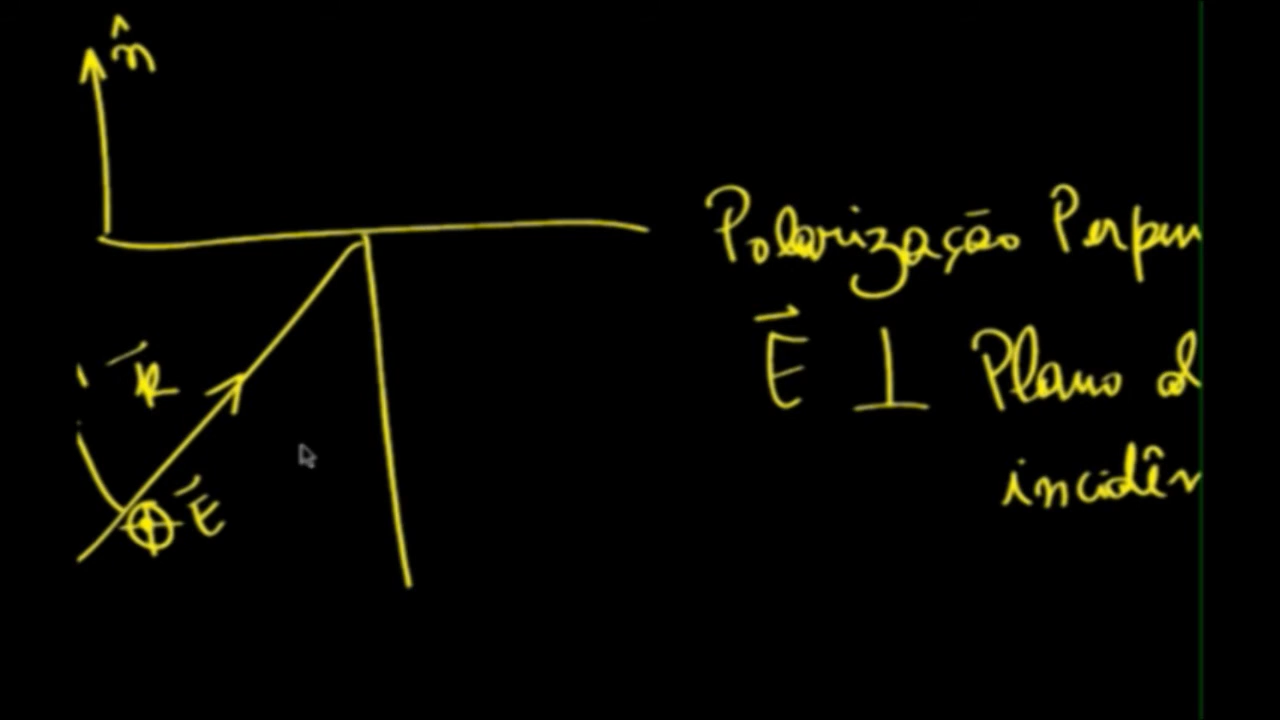 n̂
Polarização Perpen
E⃗ ⊥ Plano d
k⃗
incidên
E⃗